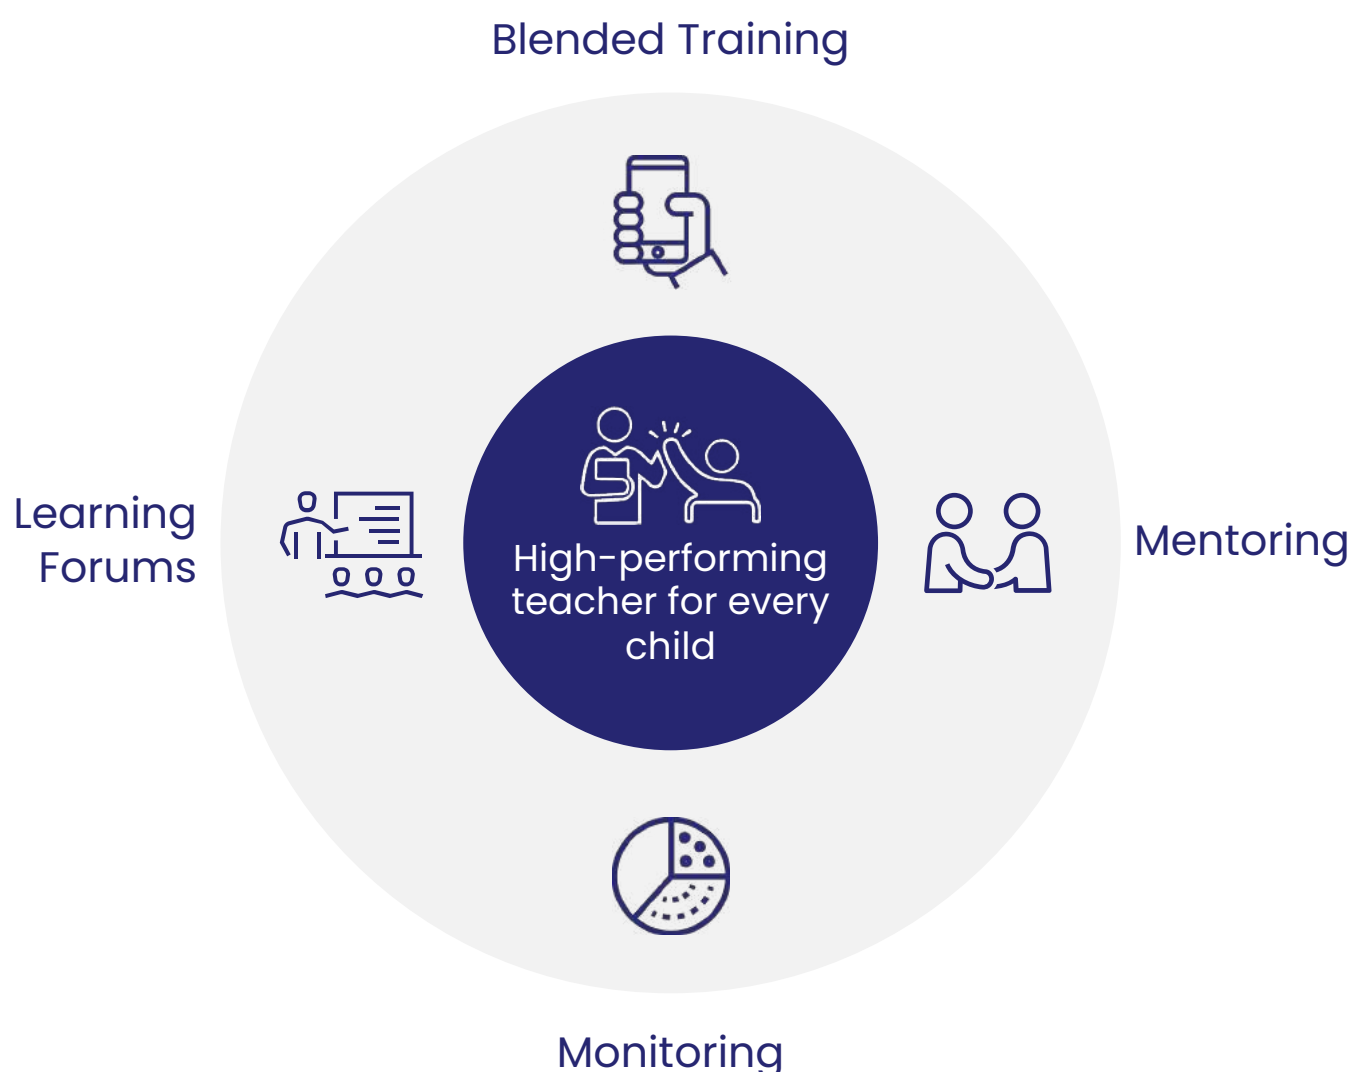 Blended Training
Learning
Forums
High-performing
teacher for every
child
Mentoring
Monitoring